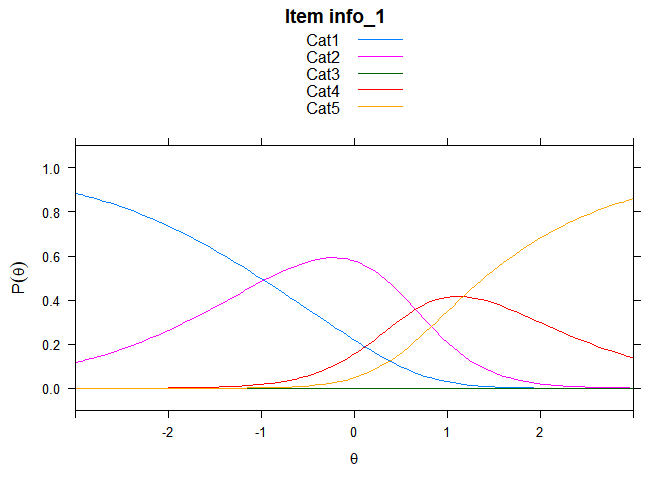 Item info_1
Cat1
Cat2
Cat3
Cat4
Cat5
1.0
0.8
0.6
0.4
0.2
0.0
P(θ)
-2 -1 0 1 2
θ